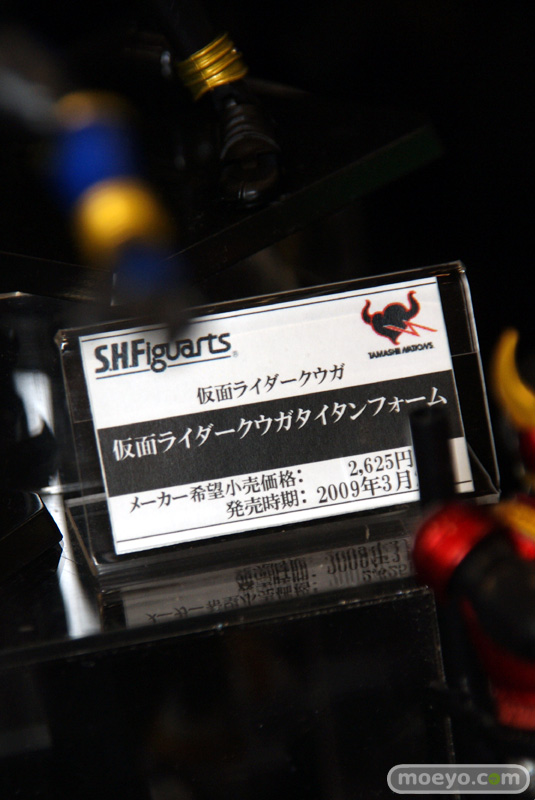 S.H.Figuarts®
TAMASHII NATIONS
仮面ライダークウガ
仮面ライダークウガタイタンフォーム
メーカー希望小売価格: 2,625円
発売時期: 2009年3月
moeyo.com